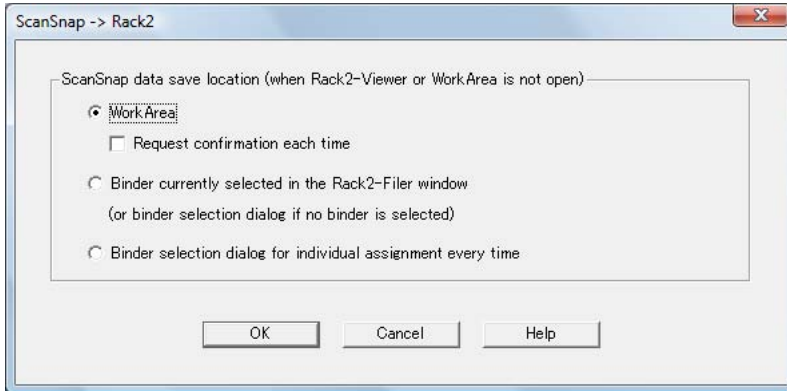 ScanSnap -> Rack2
ScanSnap data save location (when Rack2-Viewer or WorkArea is not open)
WorkArea
Request confirmation each time
Binder currently selected in the Rack2-Filer window
(or binder selection dialog if no binder is selected)
Binder selection dialog for individual assignment every time
OK Cancel Help